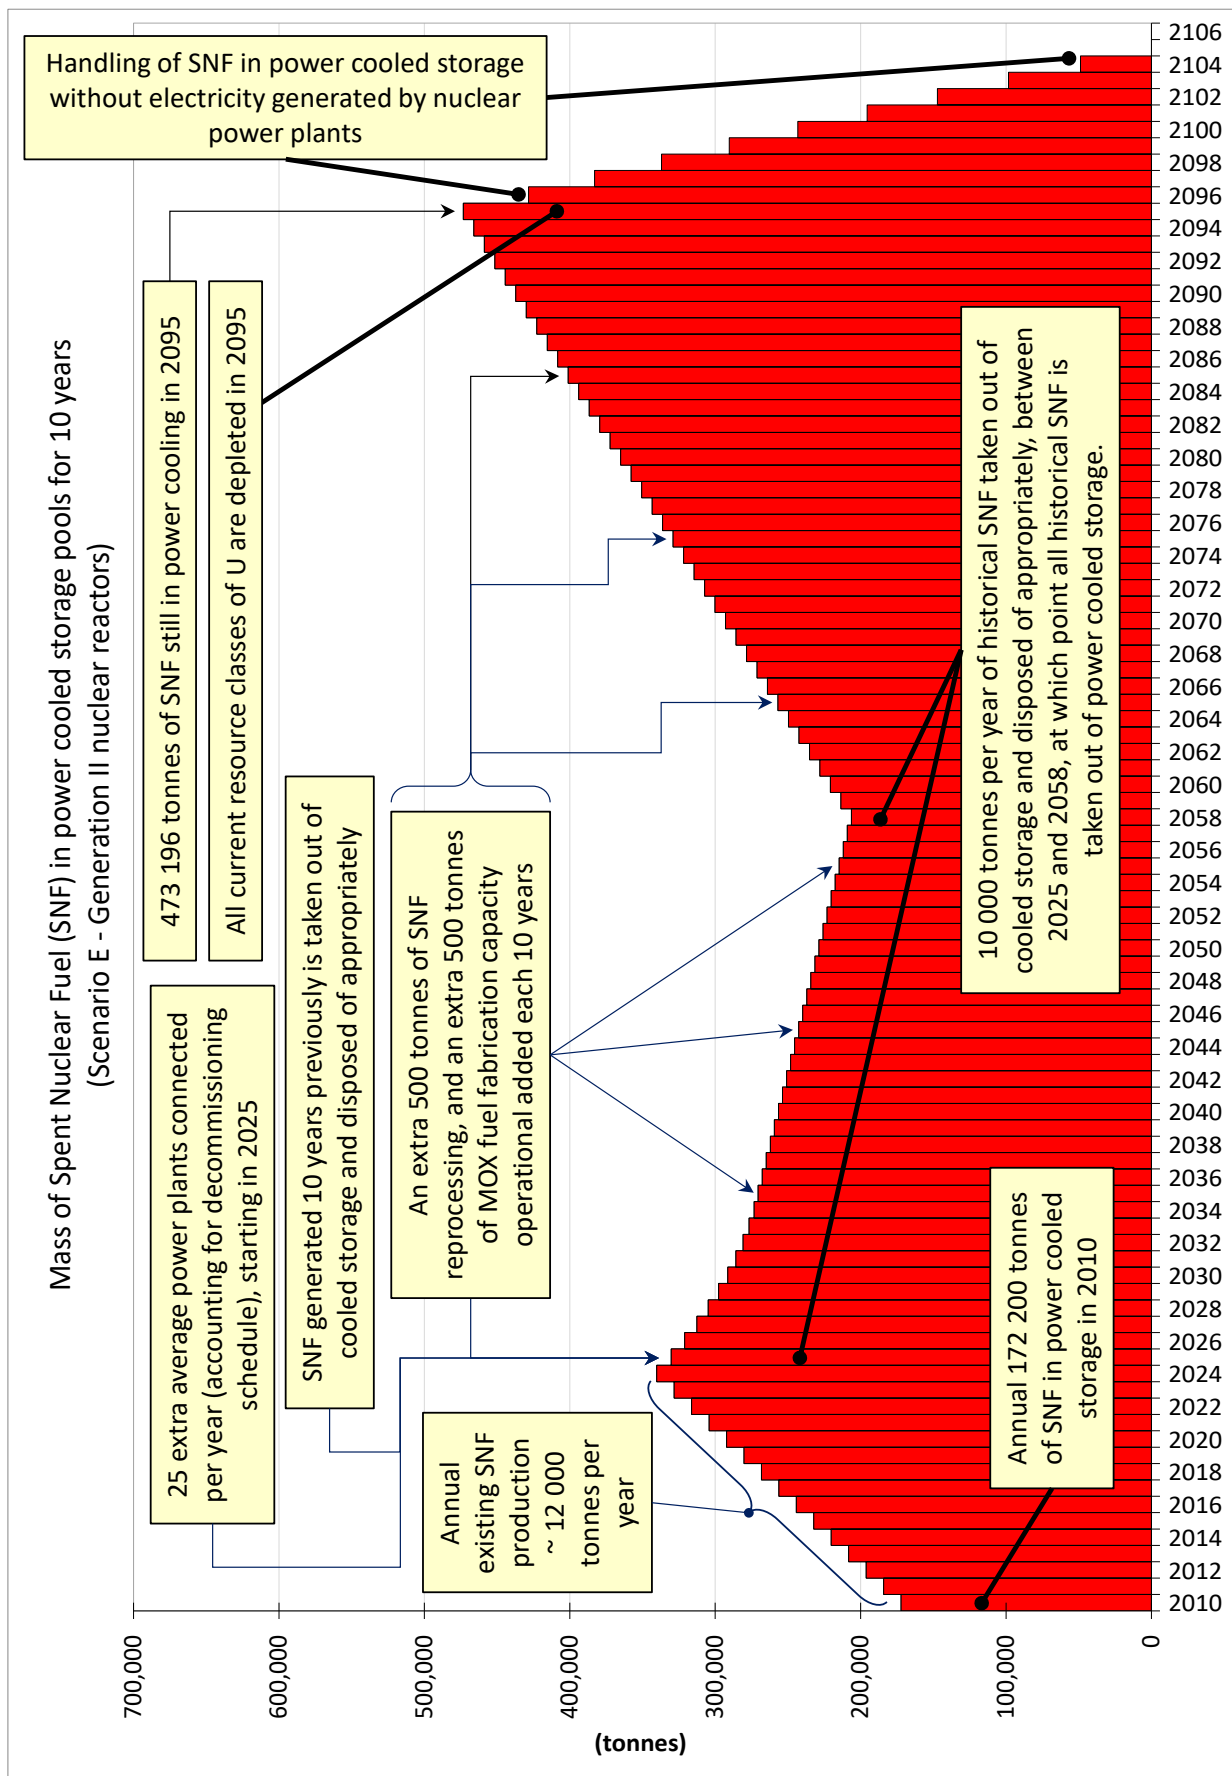 Mass of Spent Nuclear Fuel (SNF) in power cooled storage pools for 10 years
(Scenario E - Generation II nuclear reactors)
25 extra average power plants connected
per year (accounting for decommissioning
schedule), starting in 2025
473 196 tonnes of SNF still in power cooling in 2095
All current resource classes of U are depleted in 2095
Handling of SNF in power cooled storage
without electricity generated by nuclear
power plants
SNF generated 10 years previously is taken out of
cooled storage and disposed of appropriately
An extra 500 tonnes of SNF
reprocessing, and an extra 500 tonnes
of MOX fuel fabrication capacity
operational added each 10 years
Annual
existing SNF
production
~ 12 000
tonnes per
year
10 000 tonnes per year of historical SNF taken out of
cooled storage and disposed of appropriately, between
2025 and 2058, at which point all historical SNF is
taken out of power cooled storage.
Annual 172 200 tonnes
of SNF in power cooled
storage in 2010
700,000
600,000
500,000
400,000
300,000
200,000
100,000
0
(tonnes)
2010
2012
2014
2016
2018
2020
2022
2024
2026
2028
2030
2032
2034
2036
2038
2040
2042
2044
2046
2048
2050
2052
2054
2056
2058
2060
2062
2064
2066
2068
2070
2072
2074
2076
2078
2080
2082
2084
2086
2088
2090
2092
2094
2096
2098
2100
2102
2104
2106